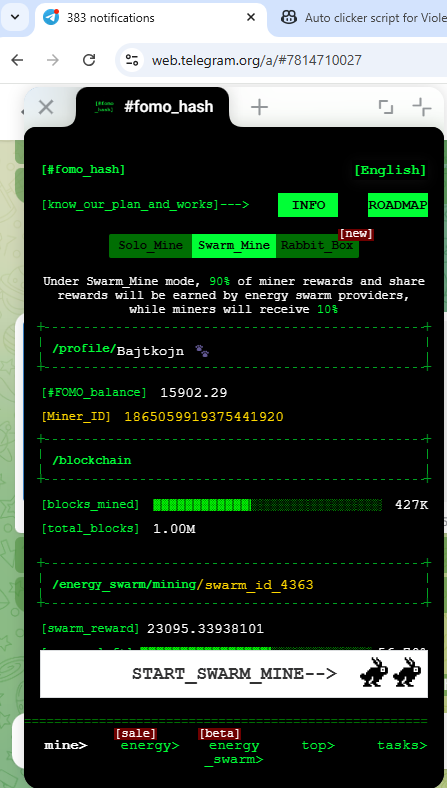 383 notifications
Auto clicker script for Viole
web.telegram.org/a/#7814710027
[#fomo_hash]
#fomo_hash
[#fomo_hash]
[English]
[know_our_plan_and_works]--->
INFO
ROADMAP
[new]
Solo_Mine
Swarm_Mine
Rabbit_Box
Under Swarm_Mine mode, 90% of miner rewards and share
rewards will be earned by energy swarm providers,
while miners will receive 10%
/profile/Bajtkojn 🐾
[#FOMO_balance] 15902.29
[Miner_ID] 1865059919375441920
/blockchain
[blocks_mined] 427K
[total_blocks] 1.00M
/energy_swarm/mining/swarm_id_4363
[swarm_reward] 23095.33938101
START_SWARM_MINE-->
[sale]
[beta]
mine>
energy>
energy
_swarm>
top>
tasks>